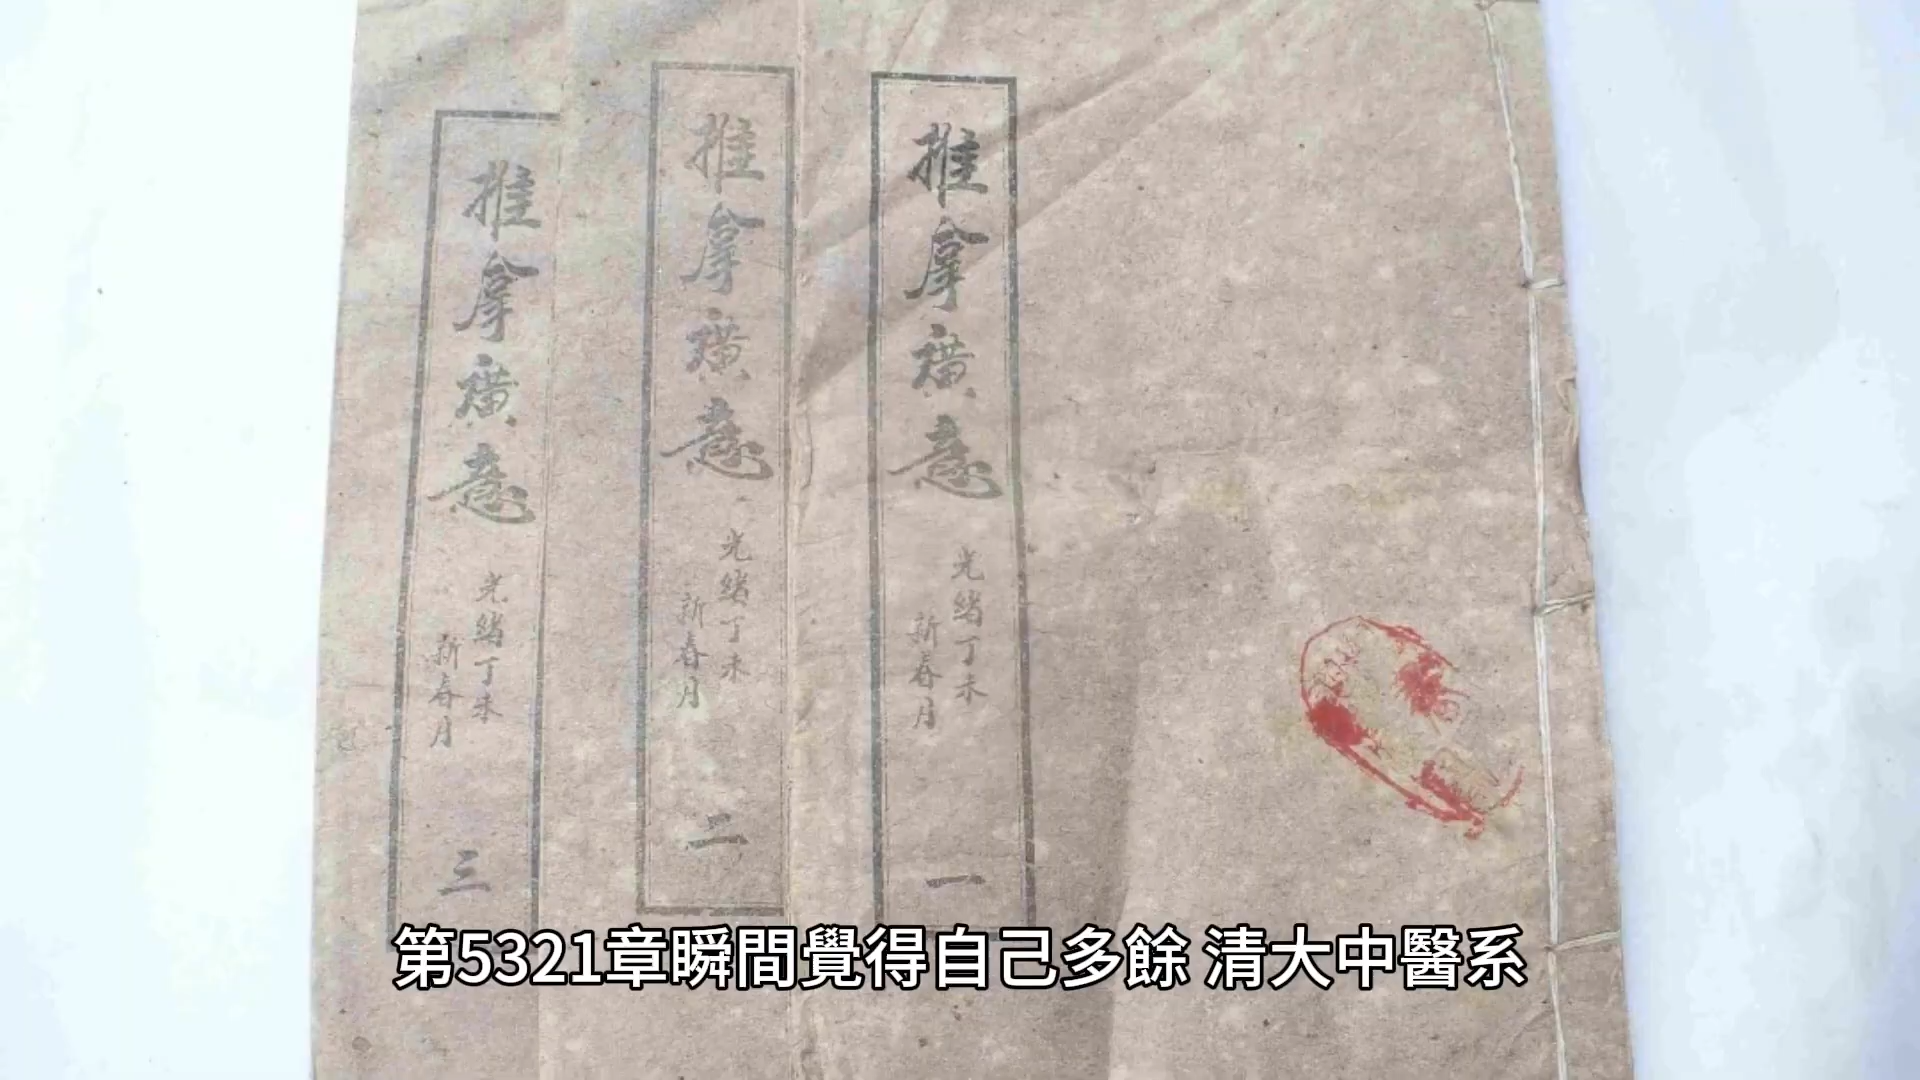 推拿廣意
光緒丁未
新春月
一
推拿廣意
光緒丁未
新春月
二
推拿廣意
光緒丁未
新春月
三
第5321章瞬間覺得自己多餘 清大中醫系